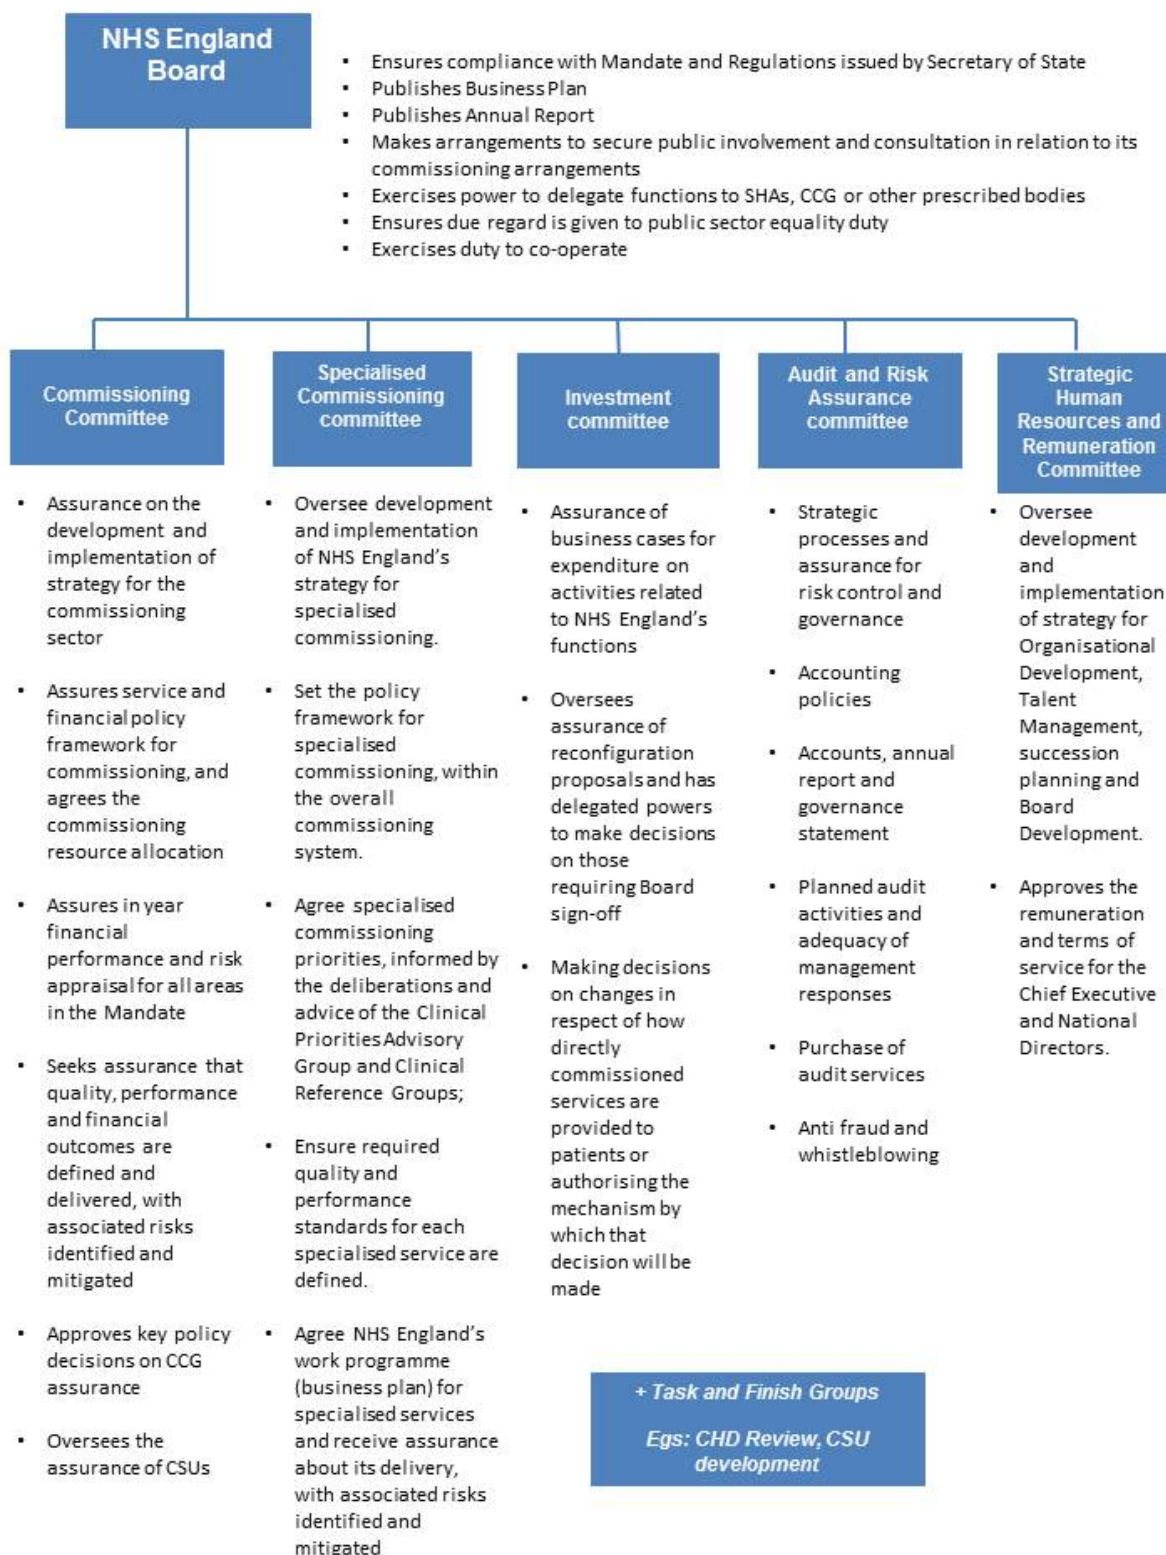 NHS England
Board
▪ Ensures compliance with Mandate and Regulations issued by Secretary of State
▪ Publishes Business Plan
▪ Publishes Annual Report
▪ Makes arrangements to secure public involvement and consultation in relation to its
commissioning arrangements
▪ Exercises power to delegate functions to SHAs, CCG or other prescribed bodies
▪ Ensures due regard is given to public sector equality duty
▪ Exercises duty to co-operate
Commissioning
Committee
• Assurance on the
development and
implementation of
strategy for the
commissioning
sector
• Assures service and
financial policy
framework for
commissioning, and
agrees the
commissioning
resource allocation
• Assures in year
financial
performance and risk
appraisal for all areas
in the Mandate
• Seeks assurance that
quality, performance
and financial
outcomes are
defined and
delivered, with
associated risks
identified and
mitigated
• Approves key policy
decisions on CCG
assurance
• Oversees the
assurance of CSUs
Specialised
Commissioning
committee
• Oversee development
and implementation
of NHS England's
strategy for
specialised
commissioning.
• Set the policy
framework for
specialised
commissioning, within
the overall
commissioning
system.
• Agree specialised
commissioning
priorities, informed by
the deliberations and
advice of the Clinical
Priorities Advisory
Group and Clinical
Reference Groups;
• Ensure required
quality and
performance
standards for each
specialised service are
defined.
• Agree NHS England's
work programme
(business plan) for
specialised services
and receive assurance
about its delivery,
with associated risks
identified and
mitigated
Investment
committee
• Assurance of
business cases for
expenditure on
activities related
to NHS England's
functions
• Oversees
assurance of
reconfiguration
proposals and has
delegated powers
to make decisions
on those
requiring Board
sign-off
• Making decisions
on changes in
respect of how
directly
commissioned
services are
provided to
patients or
authorising the
mechanism by
which that
decision will be
made
Audit and Risk
Assurance
committee
• Strategic
processes and
assurance for
risk control and
governance
• Accounting
policies
• Accounts, annual
report and
governance
statement
• Planned audit
activities and
adequacy of
management
responses
• Purchase of
audit services
• Anti fraud and
whistleblowing
Strategic
Human
Resources and
Remuneration
Committee
• Oversee
development
and
implementation
of strategy for
Organisational
Development,
Talent
Management,
succession
planning and
Board
Development.
• Approves the
remuneration
and terms of
service for the
Chief Executive
and National
Directors.
+ Task and Finish Groups
Egs: CHD Review, CSU
development